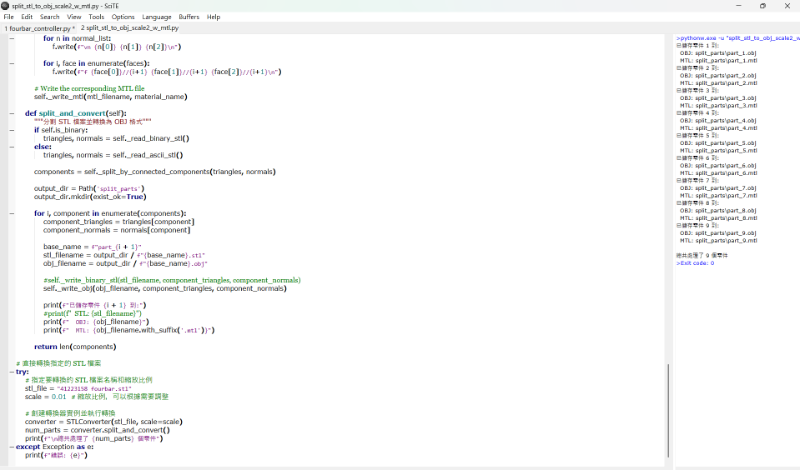 split_stl_to_obj_scale2_w_mtl.py - SciTE
File Edit Search View Tools Options Language Buffers Help
1 fourbar_controller.py * 2 split_stl_to_obj_scale2_w_mtl.py
for n in normal_list:
f.write(f"vn {n[0]} {n[1]} {n[2]}\n")
for i, face in enumerate(faces):
f.write(f"f {face[0]}//{i+1} {face[1]}//{i+1} {face[2]}//{i+1}\n")
# Write the corresponding MTL file
self._write_mtl(mtl_filename, material_name)
def split_and_convert(self):
"""分割 STL 檔案並轉換為 OBJ 格式"""
if self.is_binary:
triangles, normals = self._read_binary_stl()
else:
triangles, normals = self._read_ascii_stl()
components = self._split_by_connected_components(triangles, normals)
output_dir = Path('split_parts')
output_dir.mkdir(exist_ok=True)
for i, component in enumerate(components):
component_triangles = triangles[component]
component_normals = normals[component]
base_name = f"part_{i + 1}"
stl_filename = output_dir / f"{base_name}.stl"
obj_filename = output_dir / f"{base_name}.obj"
#self._write_binary_stl(stl_filename, component_triangles, component_normals)
self._write_obj(obj_filename, component_triangles, component_normals)
print(f"已儲存零件 {i + 1} 到:")
#print(f"  STL: {stl_filename}")
print(f"  OBJ: {obj_filename}")
print(f"  MTL: {obj_filename.with_suffix('.mtl')}")
return len(components)
# 直接轉換指定的 STL 檔案
try:
# 指定要轉換的 STL 檔案名稱和縮放比例
stl_file = "41223158 fourbar.stl"
scale = 0.01  # 縮放比例, 可以根據需要調整
# 創建轉換器實例並執行轉換
converter = STLConverter(stl_file, scale=scale)
num_parts = converter.split_and_convert()
print(f"\n總共處理了 {num_parts} 個零件")
except Exception as e:
print(f"錯誤: {e}")
>pythonw.exe -u "split_stl_to_obj_scale2_w
已儲存零件 1 到:
OBJ: split_parts\part_1.obj
MTL: split_parts\part_1.mtl
已儲存零件 2 到:
OBJ: split_parts\part_2.obj
MTL: split_parts\part_2.mtl
已儲存零件 3 到:
OBJ: split_parts\part_3.obj
MTL: split_parts\part_3.mtl
已儲存零件 4 到:
OBJ: split_parts\part_4.obj
MTL: split_parts\part_4.mtl
已儲存零件 5 到:
OBJ: split_parts\part_5.obj
MTL: split_parts\part_5.mtl
已儲存零件 6 到:
OBJ: split_parts\part_6.obj
MTL: split_parts\part_6.mtl
已儲存零件 7 到:
OBJ: split_parts\part_7.obj
MTL: split_parts\part_7.mtl
已儲存零件 8 到:
OBJ: split_parts\part_8.obj
MTL: split_parts\part_8.mtl
已儲存零件 9 到:
OBJ: split_parts\part_9.obj
MTL: split_parts\part_9.mtl
總共處理了 9 個零件
>Exit code: 0